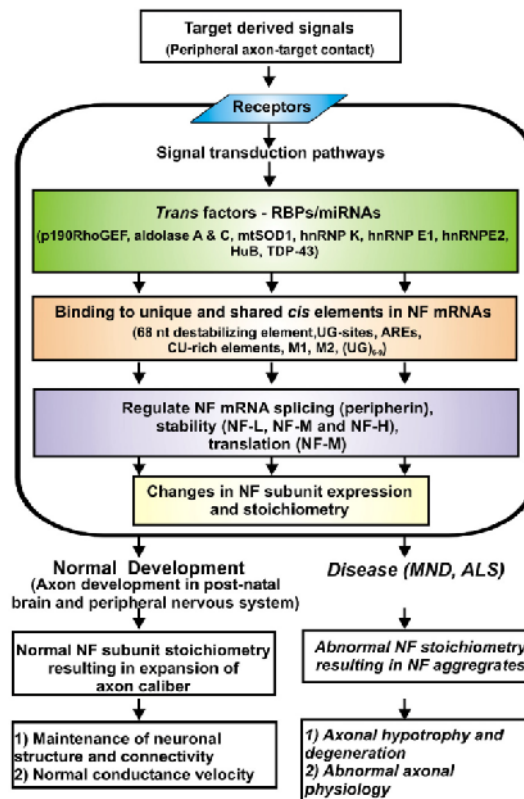 Target derived signals
(Peripheral axon-target contact)
Receptors
Signal transduction pathways
Trans factors - RBPs/miRNAs
(p190RhoGEF, aldolase A & C, mtSOD1, hnRNP K, hnRNP E1, hnRNPE2,
HuB, TDP-43)
Binding to unique and shared cis elements in NF mRNAs
(68 nt destabilizing element,UG-sites, AREs,
CU-rich elements, M1, M2, (UG)₆₋₉)
Regulate NF mRNA splicing (peripherin),
stability (NF-L, NF-M and NF-H),
translation (NF-M)
Changes in NF subunit expression
and stoichiometry
Normal Development
(Axon development in post-natal
brain and peripheral nervous system)
Normal NF subunit stoichiometry
resulting in expansion of
axon caliber
1) Maintenance of neuronal
structure and connectivity
2) Normal conductance velocity
Disease (MND, ALS)
Abnormal NF stoichiometry
resulting in NF aggregates
1) Axonal hypotrophy and
degeneration
2) Abnormal axonal
physiology